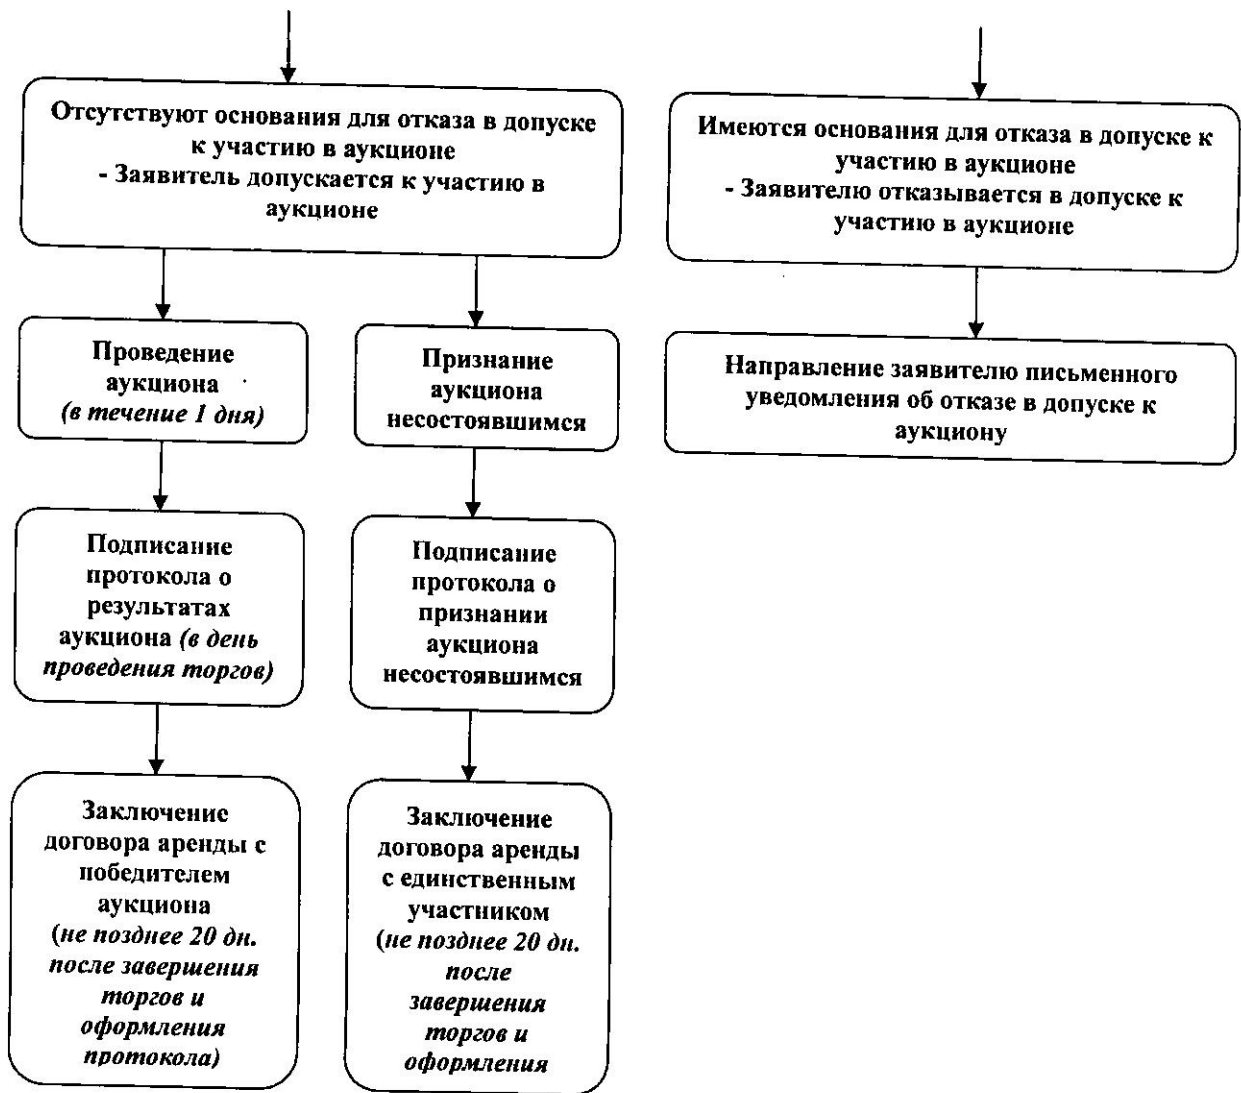 Отсутствуют основания для отказа в допуске
к участию в аукционе
- Заявитель допускается к участию в
аукционе
Имеются основания для отказа в допуске к
участию в аукционе
- Заявителю отказывается в допуске к
участию в аукционе
Проведение
аукциона
(в течение 1 дня)
Признание
аукциона
несостоявшимся
Направление заявителю письменного
уведомления об отказе в допуске к
аукциону
Подписание
протокола о
результатах
аукциона (в день
проведения торгов)
Подписание
протокола о
признании
аукциона
несостоявшимся
Заключение
договора аренды с
победителем
аукциона
(не позднее 20 дн.
после завершения
торгов и
оформления
протокола)
Заключение
договора аренды
с единственным
участником
(не позднее 20 дн.
после
завершения
торгов и
оформления